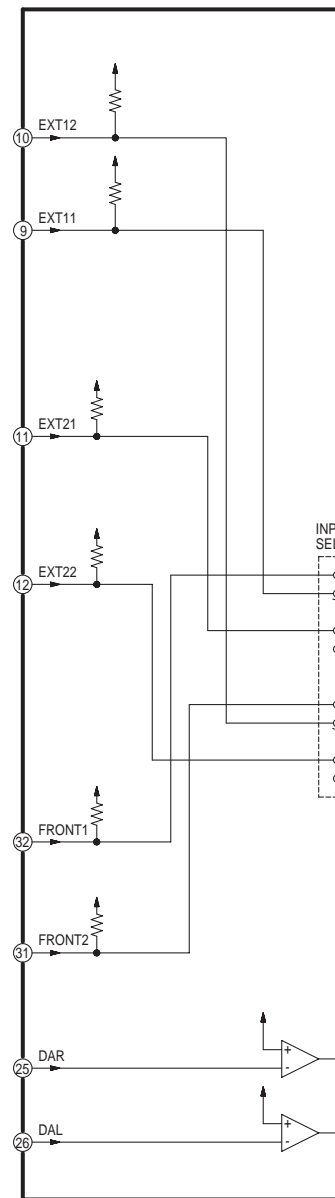 10 EXT12
9 EXT11
11 EXT21
INP
SEL
12 EXT22
32 FRONT1
31 FRONT2
+
25 DAR -
+
26 DAL -